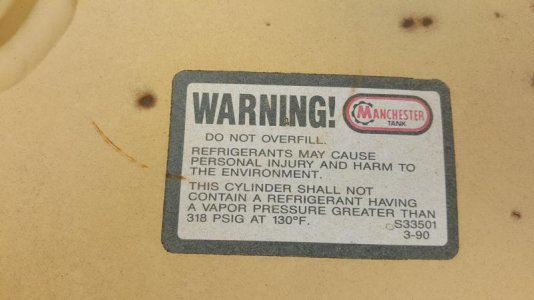 WARNING!
MANCHESTER
TANK
DO NOT OVERFILL.
REFRIGERANTS MAY CAUSE
PERSONAL INJURY AND HARM TO
THE ENVIRONMENT.
THIS CYLINDER SHALL NOT
CONTAIN A REFRIGERANT HAVING
A VAPOR PRESSURE GREATER THAN
318 PSIG AT 130°F. S33501
3-90